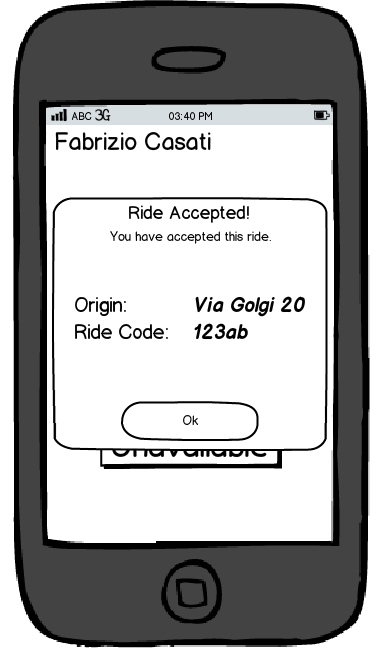 ABC 3G 03:40 PM
Fabrizio Casati
Ride Accepted!
You have accepted this ride.
Origin: Via Golgi 20
Ride Code: 123ab
Ok
Unavailable